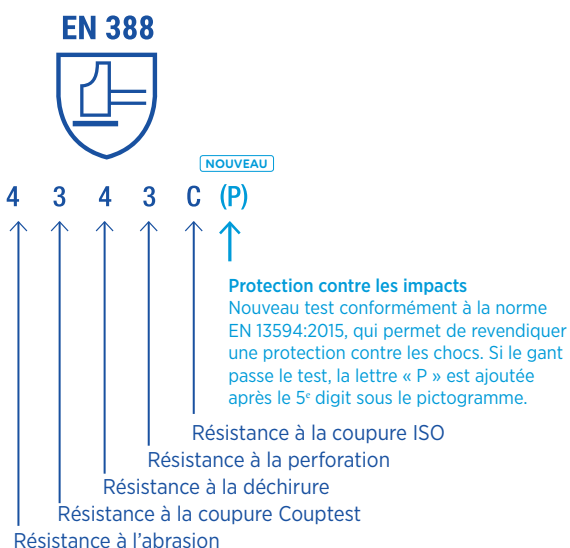 EN 388
NOUVEAU
4 3 4 3 C (P)
Protection contre les impacts
Nouveau test conformément à la norme
EN 13594:2015, qui permet de revendiquer
une protection contre les chocs. Si le gant
passe le test, la lettre « P » est ajoutée
après le 5e digit sous le pictogramme.
Résistance à la coupure ISO
Résistance à la perforation
Résistance à la déchirure
Résistance à la coupure Couptest
Résistance à l’abrasion